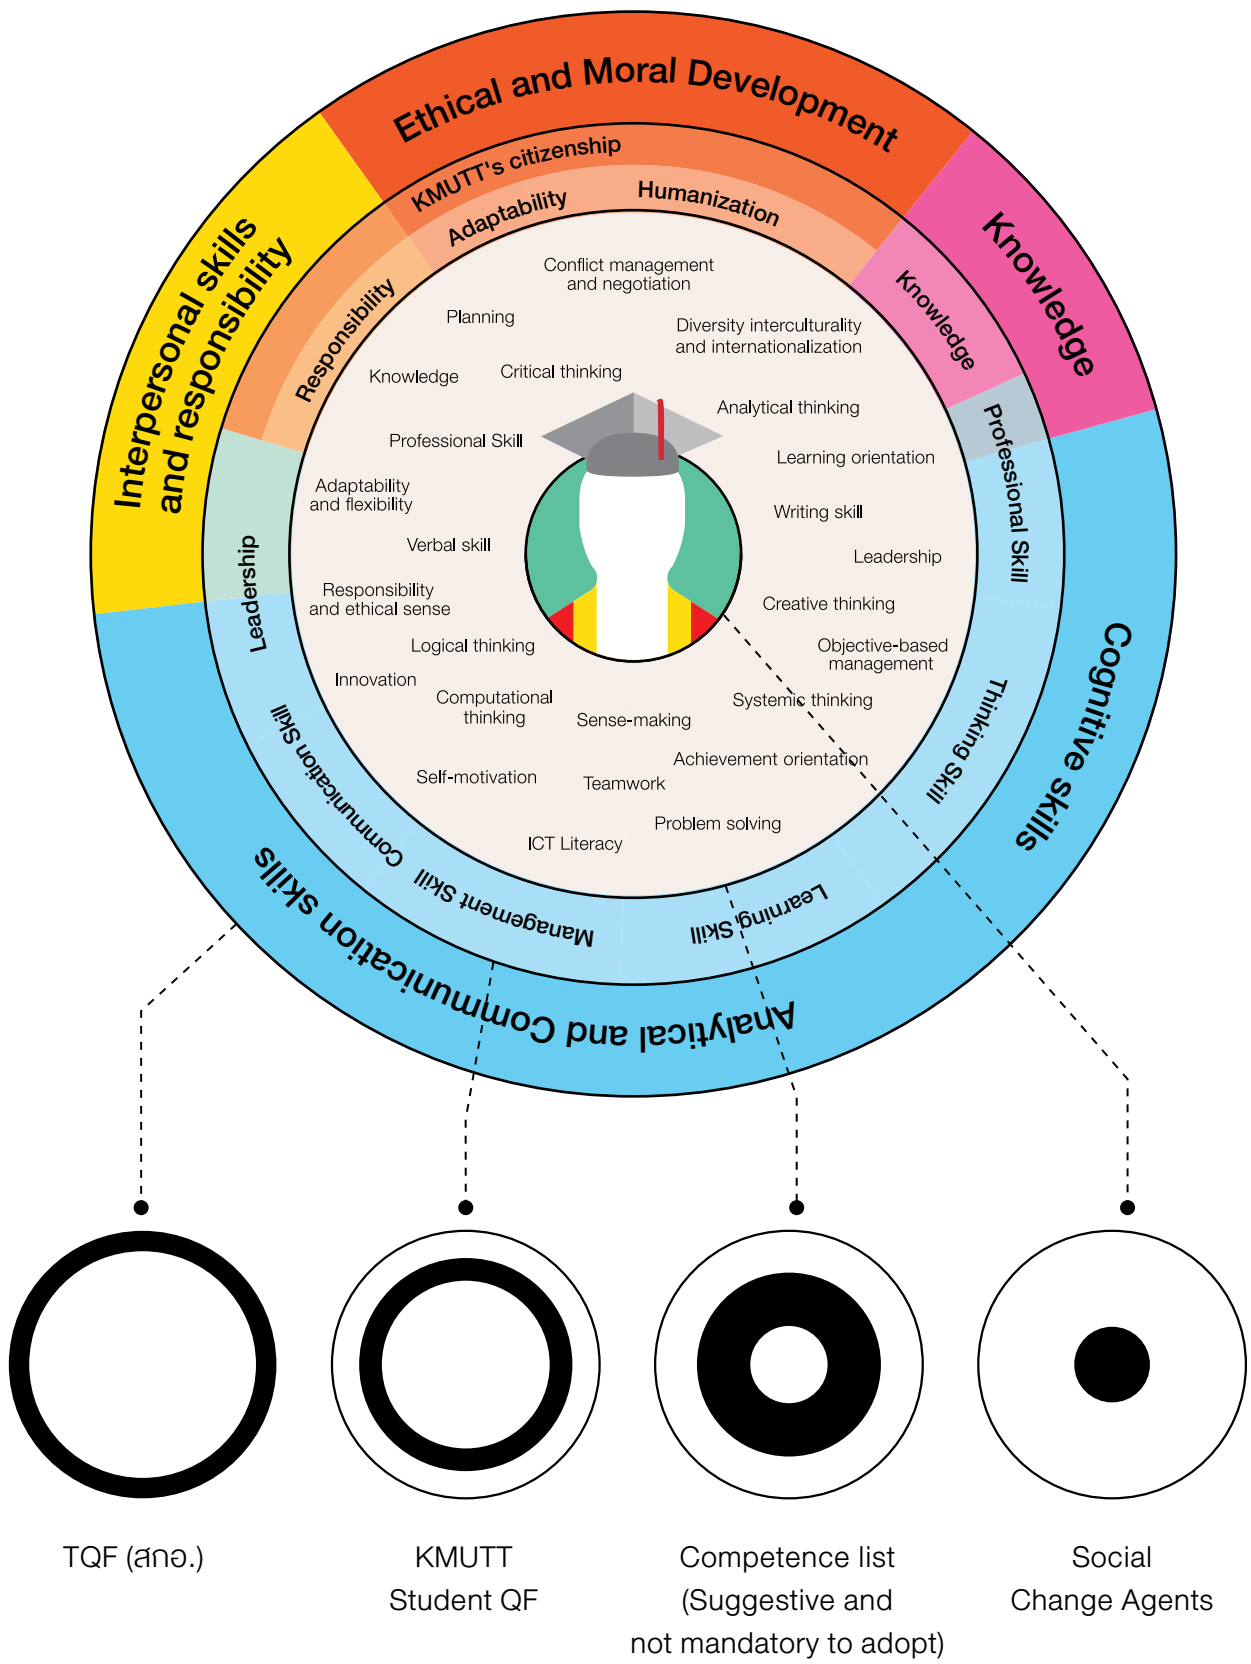 Ethical and Moral Development
Knowledge
Cognitive skills
Analytical and Communication skills
Interpersonal skills
and responsibility
KMUTT's citizenship
Adaptability
Humanization
Knowledge
Professional Skill
Thinking Skill
Learning Skill
Management Skill
Communication Skill
Leadership
Responsibility
Conflict management
and negotiation
Planning
Diversity interculturality
and internationalization
Knowledge
Critical thinking
Analytical thinking
Professional Skill
Learning orientation
Adaptability
and flexibility
Writing skill
Verbal skill
Leadership
Responsibility
and ethical sense
Creative thinking
Logical thinking
Objective-based
management
Innovation
Computational
thinking
Systemic thinking
Sense-making
Achievement orientation
Self-motivation
Teamwork
Problem solving
ICT Literacy
TQF (สกอ.)
KMUTT
Student QF
Competence list
(Suggestive and
not mandatory to adopt)
Social
Change Agents